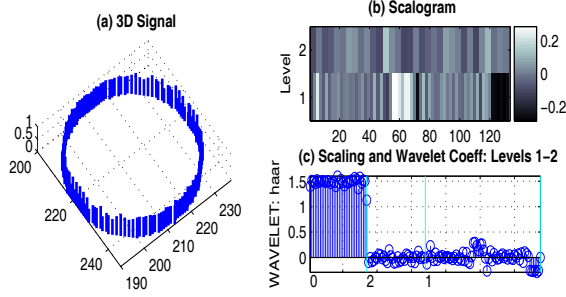 (a) 3D Signal
1
0.5
0
200
220
240
190
200
210
220
230
(b) Scalogram
Level
2
1
20 40 60 80 100 120
0.2
0
-0.2
(c) Scaling and Wavelet Coeff: Levels 1-2
WAVELET: haar
1.5
1
0.5
0
0 2 1